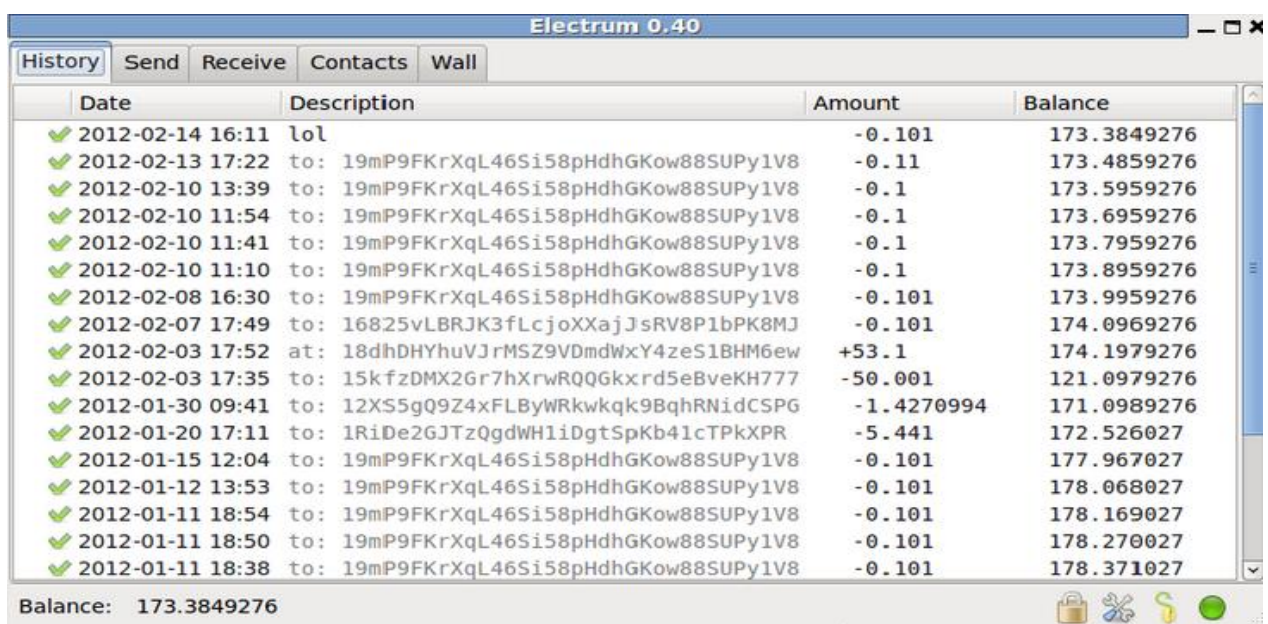 Electrum 0.40
History Send Receive Contacts Wall
Date Description Amount Balance
2012-02-14 16:11 lol -0.101 173.3849276
2012-02-13 17:22 to: 19mP9FKrXqL46Si58pHdhGKow88SUPy1V8 -0.11 173.4859276
2012-02-10 13:39 to: 19mP9FKrXqL46Si58pHdhGKow88SUPy1V8 -0.1 173.5959276
2012-02-10 11:54 to: 19mP9FKrXqL46Si58pHdhGKow88SUPy1V8 -0.1 173.6959276
2012-02-10 11:41 to: 19mP9FKrXqL46Si58pHdhGKow88SUPy1V8 -0.1 173.7959276
2012-02-10 11:10 to: 19mP9FKrXqL46Si58pHdhGKow88SUPy1V8 -0.1 173.8959276
2012-02-08 16:30 to: 19mP9FKrXqL46Si58pHdhGKow88SUPy1V8 -0.101 173.9959276
2012-02-07 17:49 to: 16825vLBRJK3fLcjoXXajJsRV8P1bPK8MJ -0.101 174.0969276
2012-02-03 17:52 at: 18dhDHYhuVJrMSZ9VDmdWxY4zeS1BHM6ew +53.1 174.1979276
2012-02-03 17:35 to: 15kfzDMX2Gr7hXrwRQQGkxrd5eBveKH777 -50.001 121.0979276
2012-01-30 09:41 to: 12XS5gQ9Z4xFLByWRkwkqk9BqhRNidCSPG -1.4270994 171.0989276
2012-01-20 17:11 to: 1RiDe2GJTzQgdWH1iDgtSpKb41cTPkXPR -5.441 172.526027
2012-01-15 12:04 to: 19mP9FKrXqL46Si58pHdhGKow88SUPy1V8 -0.101 177.967027
2012-01-12 13:53 to: 19mP9FKrXqL46Si58pHdhGKow88SUPy1V8 -0.101 178.068027
2012-01-11 18:54 to: 19mP9FKrXqL46Si58pHdhGKow88SUPy1V8 -0.101 178.169027
2012-01-11 18:50 to: 19mP9FKrXqL46Si58pHdhGKow88SUPy1V8 -0.101 178.270027
2012-01-11 18:38 to: 19mP9FKrXqL46Si58pHdhGKow88SUPy1V8 -0.101 178.371027
Balance: 173.3849276